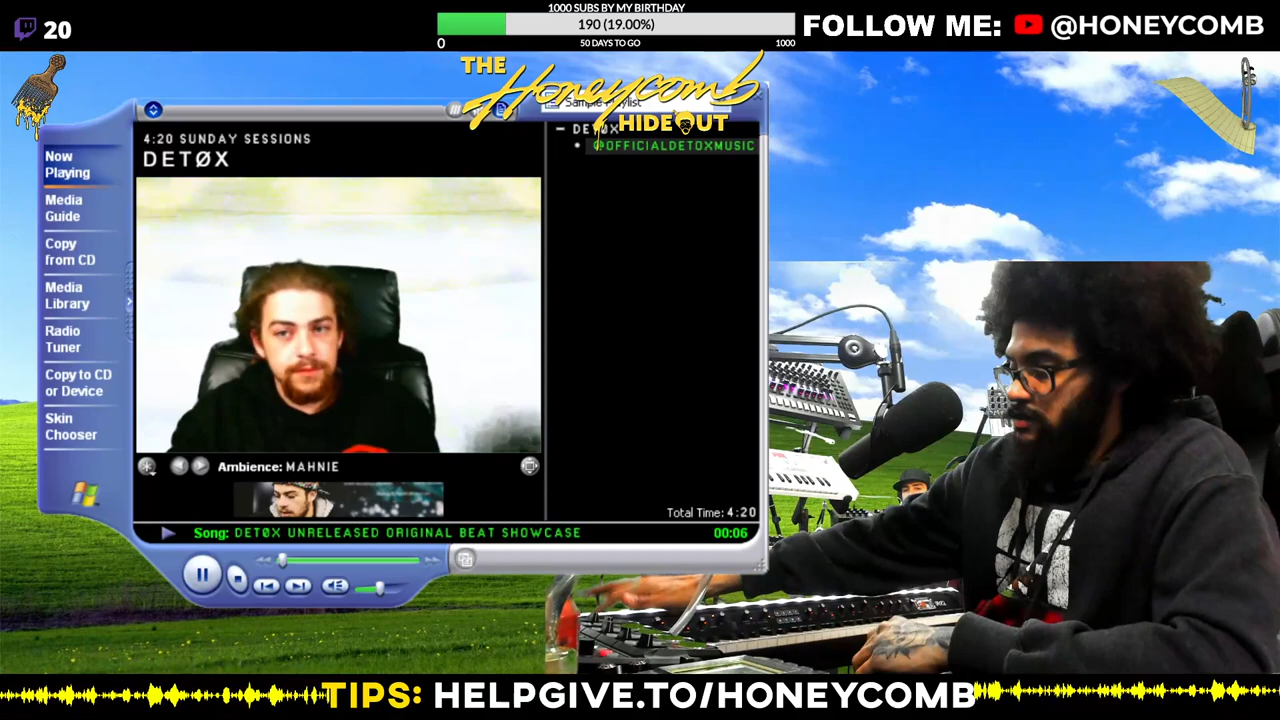 20
1000 SUBS BY MY BIRTHDAY
190 (19.00%)
0
50 DAYS TO GO
1000
FOLLOW ME: @HONEYCOMB
THE
Honeycomb
HIDEOUT
Sample Playlist
4:20 SUNDAY SESSIONS
DETØX
DETØX
@OFFICIALDETOXMUSIC
Now
Playing
Media
Guide
Copy
from CD
Media
Library
Radio
Tuner
Copy to CD
or Device
Skin
Chooser
Ambience: MAHNIE
Total Time: 4:20
Song: DETØX UNRELEASED ORIGINAL BEAT SHOWCASE
00:06
TIPS: HELPGIVE.TO/HONEYCOMB